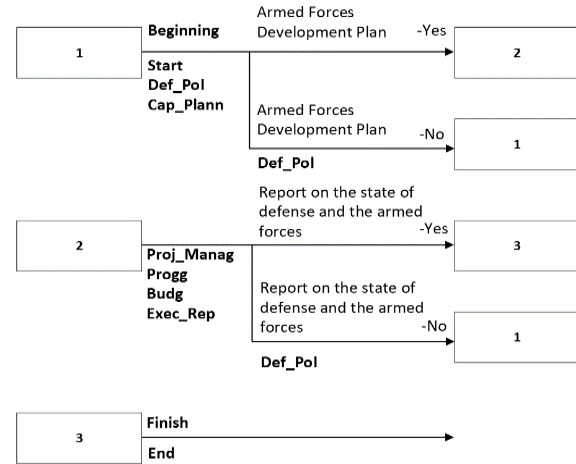 Armed Forces
Development Plan -Yes
Beginning
1
2
Start
Def_Pol
Cap_Plann
Armed Forces
Development Plan -No
1
Def_Pol
Report on the state of
defense and the armed
forces -Yes
2
3
Proj_Manag
Progg
Budg
Exec_Rep
Report on the state of
defense and the armed
forces -No
1
Def_Pol
Finish
3
End